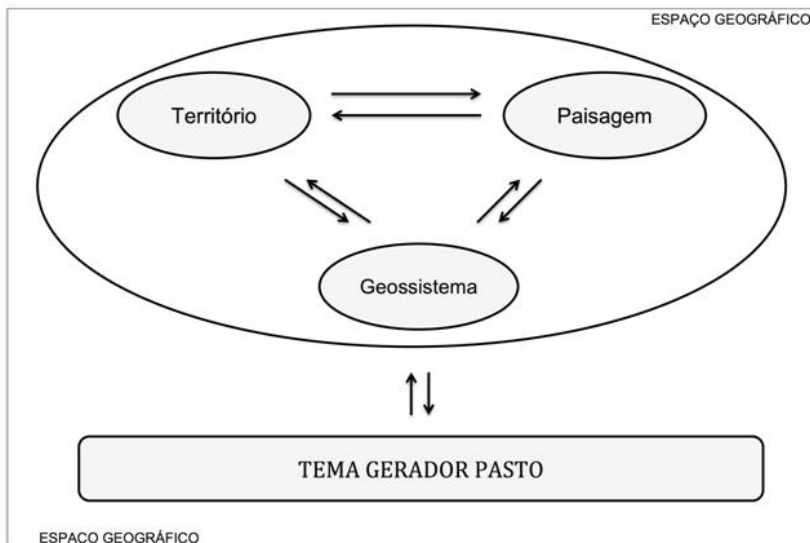 ESPAÇO GEOGRÁFICO
Território
Paisagem
Geossistema
TEMA GERADOR PASTO
ESPAÇO GEOGRÁFICO